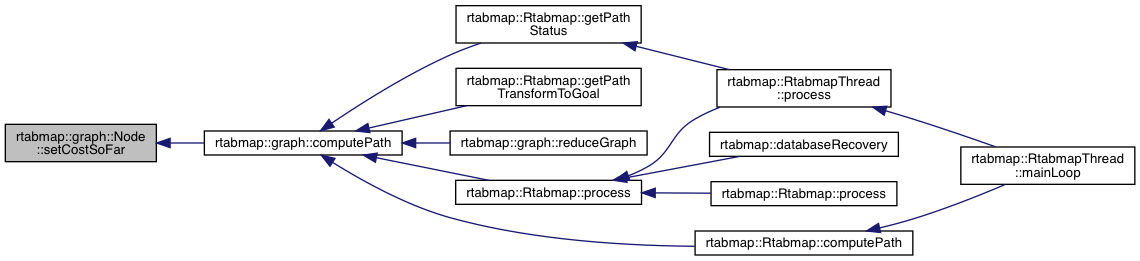 rtabmap::graph::Node
::setCostSoFar
rtabmap::graph::computePath
rtabmap::Rtabmap::getPath
Status
rtabmap::Rtabmap::getPath
TransformToGoal
rtabmap::graph::reduceGraph
rtabmap::Rtabmap::process
rtabmap::RtabmapThread
::process
rtabmap::databaseRecovery
rtabmap::Rtabmap::process
rtabmap::Rtabmap::computePath
rtabmap::RtabmapThread
::mainLoop